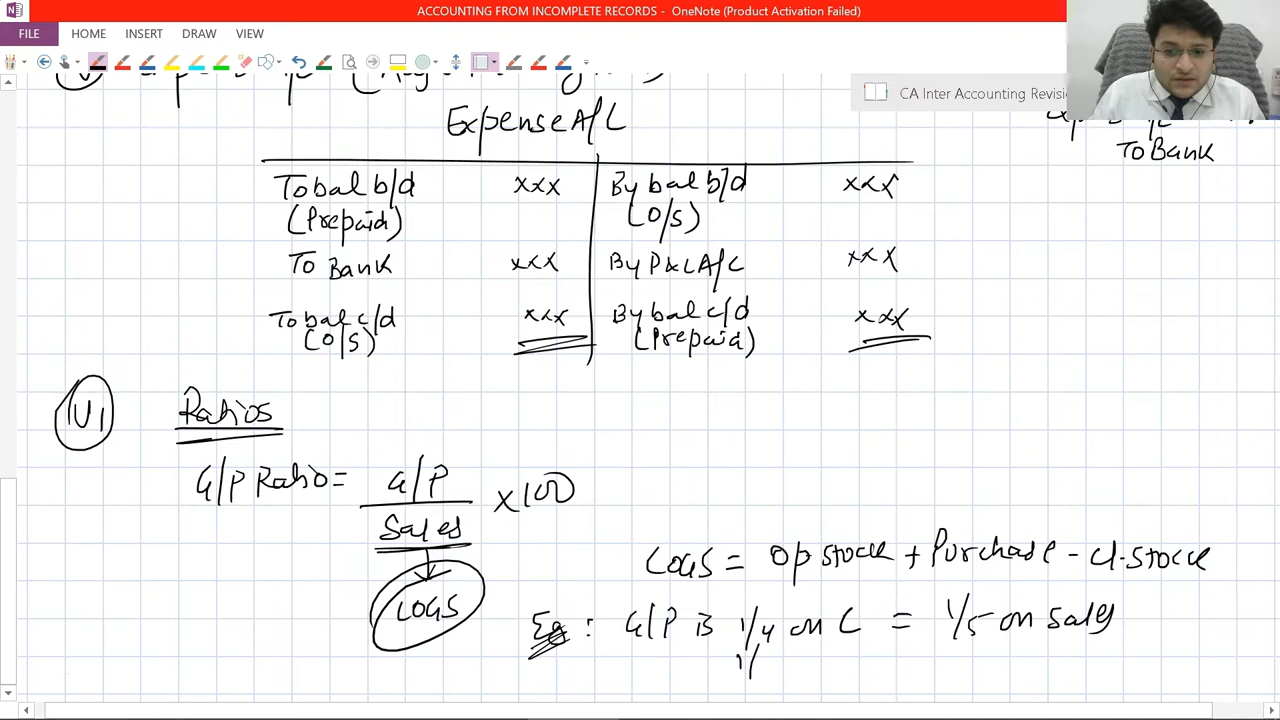 ACCOUNTING FROM INCOMPLETE RECORDS - OneNote (Product Activation Failed)
FILE HOME INSERT DRAW VIEW
CA Inter Accounting Revisi
Expense A/C
To Bank
To bal b/d xxx By bal b/d xxx
(Prepaid) (O/S)
To Bank xxx By P&L A/C xxx
To bal c/d xxx By bal c/d xxx
(O/S) (Prepaid)
VI Ratios
G/P Ratio = G/P x100
Sales
COGS = Op. stock + Purchase - cl. stock
COGS
Eg : G/P is 1/4 on C = 1/5 on Sales
1/